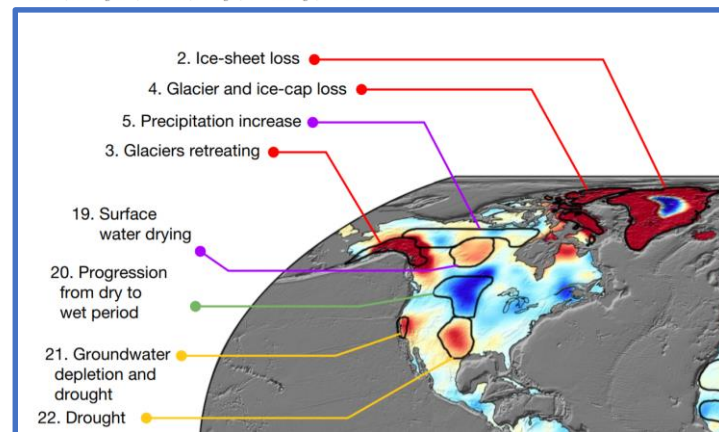 2. Ice-sheet loss
4. Glacier and ice-cap loss
5. Precipitation increase
3. Glaciers retreating
19. Surface
water drying
20. Progression
from dry to
wet period
21. Groundwater
depletion and
drought
22. Drought